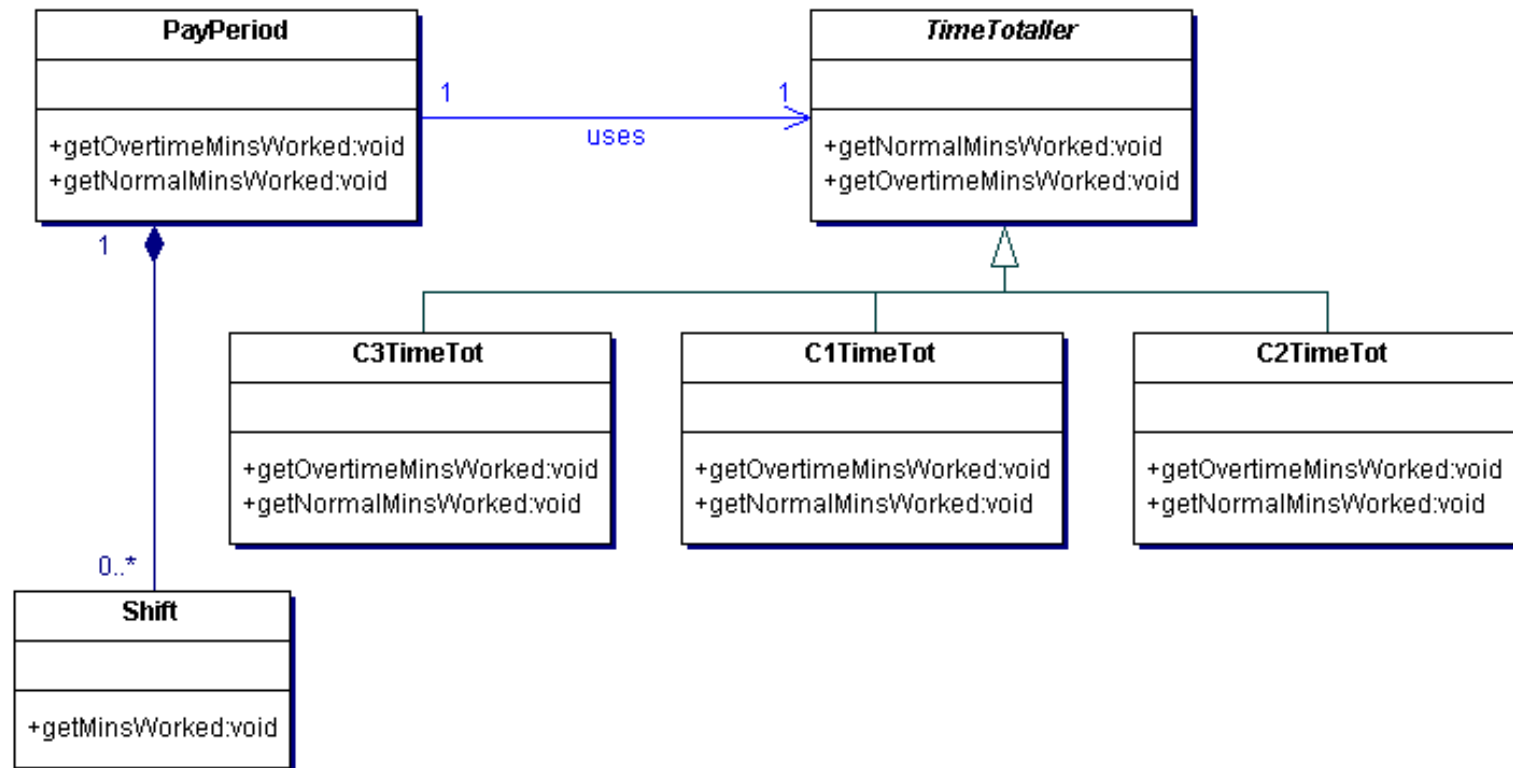 PayPeriod
+getOvertimeMinsWorked:void
+getNormalMinsWorked:void
1
1
uses
TimeTotaller
+getNormalMinsWorked:void
+getOvertimeMinsWorked:void
1
0..*
C3TimeTot
+getOvertimeMinsWorked:void
+getNormalMinsWorked:void
C1TimeTot
+getOvertimeMinsWorked:void
+getNormalMinsWorked:void
C2TimeTot
+getOvertimeMinsWorked:void
+getNormalMinsWorked:void
Shift
+getMinsWorked:void